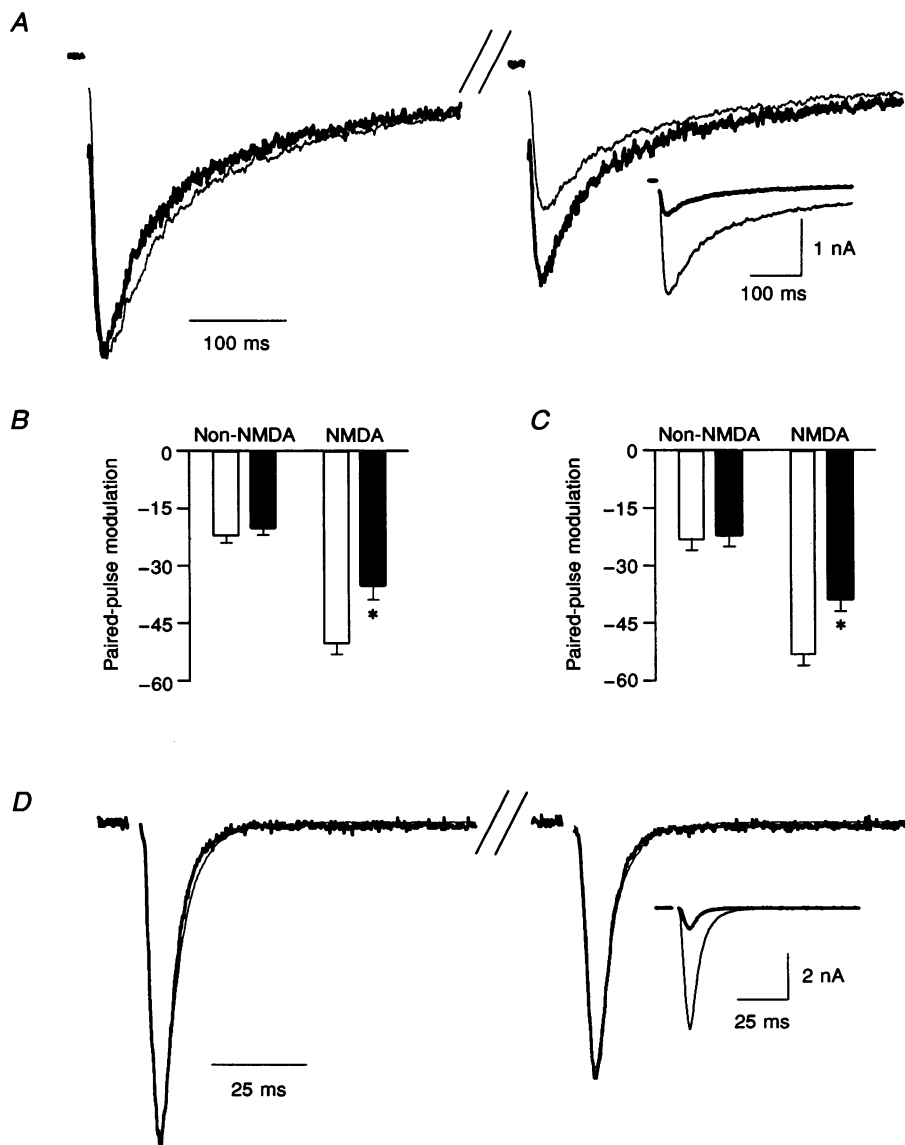 A
100 ms
1 nA
100 ms
B
Non-NMDA NMDA
0
−15
−30
−45
−60
Paired-pulse modulation
*
C
Non-NMDA NMDA
0
−15
−30
−45
−60
Paired-pulse modulation
*
D
25 ms
2 nA
25 ms